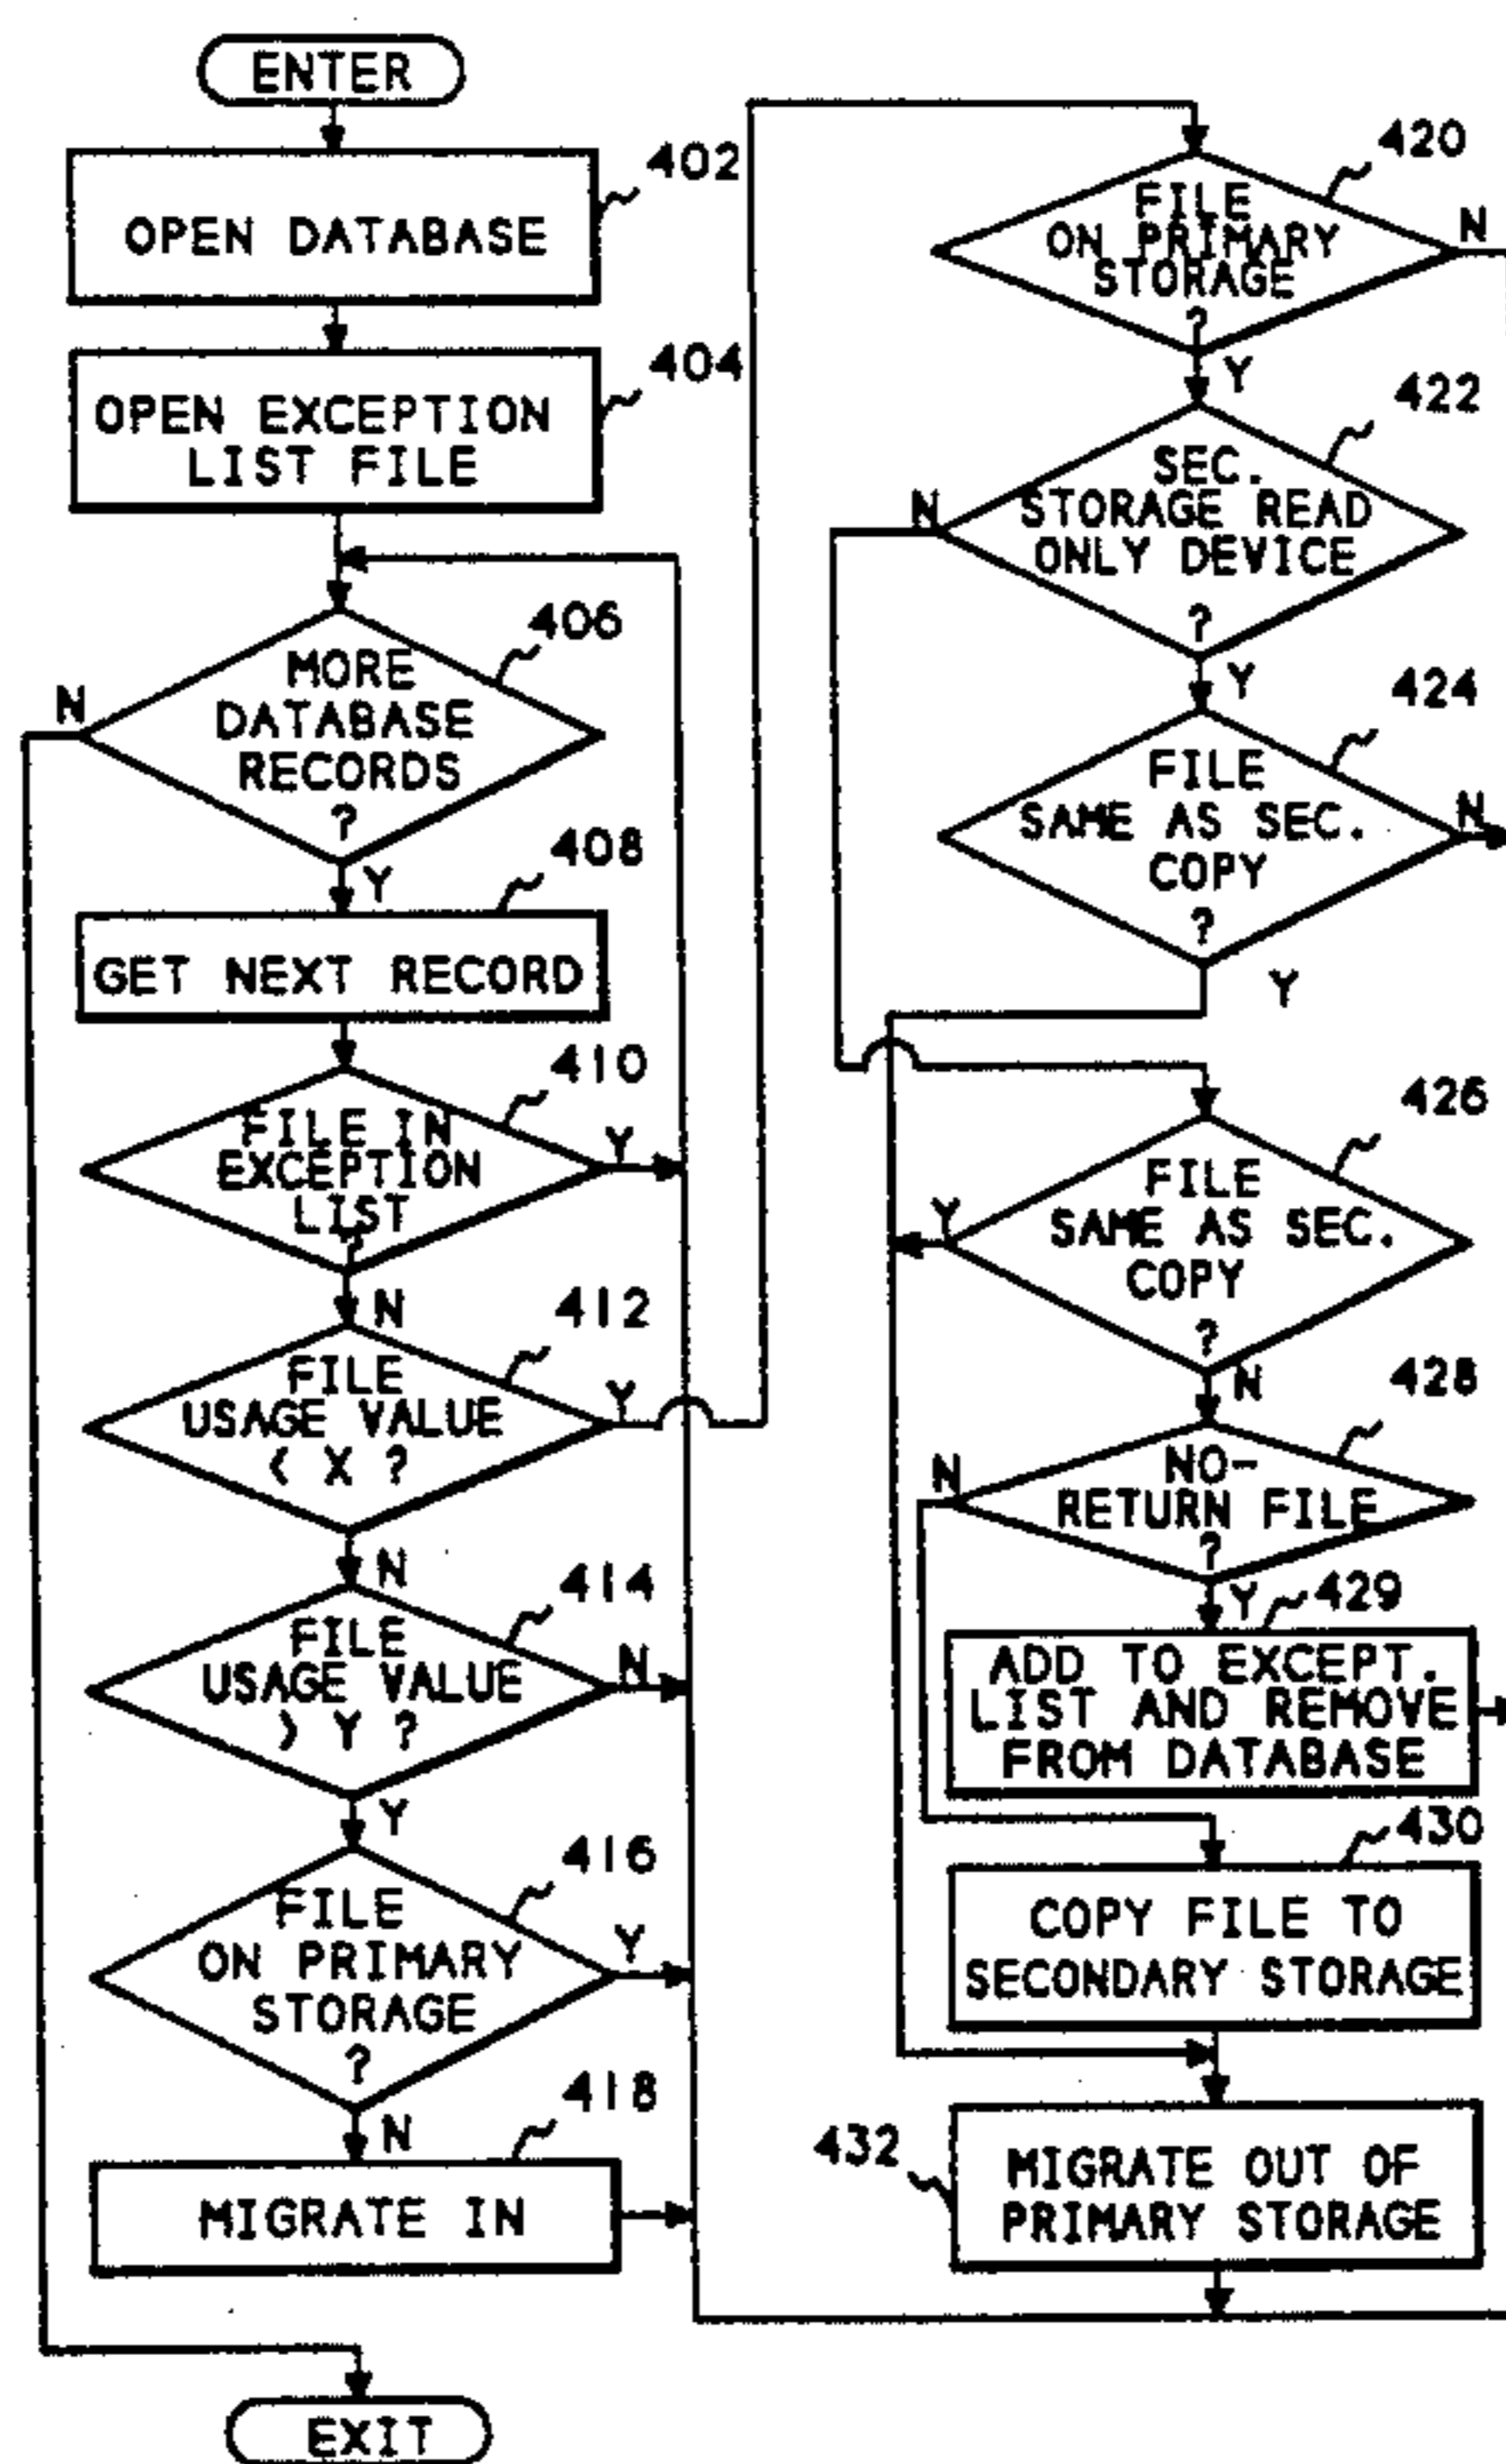 ENTER
402
OPEN DATABASE
404
OPEN EXCEPTION
LIST FILE
406
MORE
DATABASE
RECORDS
?
N
Y
408
GET NEXT RECORD
410
FILE IN
EXCEPTION
LIST
?
Y
N
412
FILE
USAGE VALUE
< X ?
Y
N
414
FILE
USAGE VALUE
> Y ?
N
Y
416
FILE
ON PRIMARY
STORAGE
?
Y
N
418
MIGRATE IN
EXIT
420
FILE
ON PRIMARY
STORAGE
?
N
Y
422
SEC.
STORAGE READ
ONLY DEVICE
?
N
Y
424
FILE
SAME AS SEC.
COPY
?
N
Y
426
FILE
SAME AS SEC.
COPY
?
Y
N
428
NO-
RETURN FILE
?
N
Y
429
ADD TO EXCEPT.
LIST AND REMOVE
FROM DATABASE
430
COPY FILE TO
SECONDARY STORAGE
432
MIGRATE OUT OF
PRIMARY STORAGE